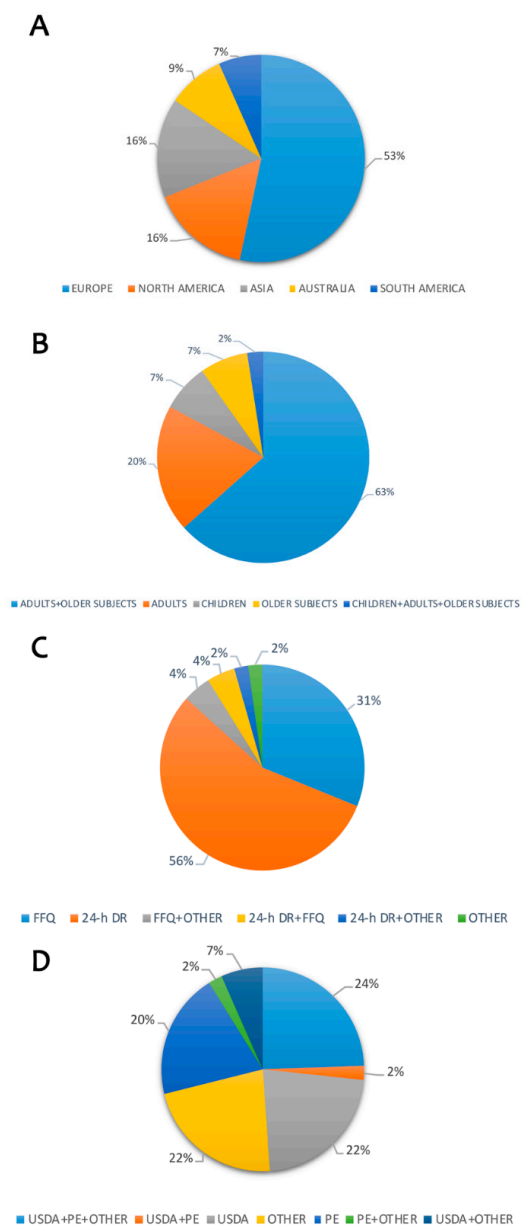 A
7%
9%
16%
53%
16%
EUROPE NORTH AMERICA ASIA AUSTRALIA SOUTH AMERICA
B
2%
7%
7%
20%
63%
ADULTS+OLDER SUBJECTS ADULTS CHILDREN OLDER SUBJECTS CHILDREN+ADULTS+OLDER SUBJECTS
C
2%
2%
4%
4%
31%
56%
FFQ 24-h DR FFQ+OTHER 24-h DR+FFQ 24-h DR+OTHER OTHER
D
7%
2%
24%
20%
2%
22%
22%
USDA+PE+OTHER USDA+PE USDA OTHER PE PE+OTHER USDA+OTHER